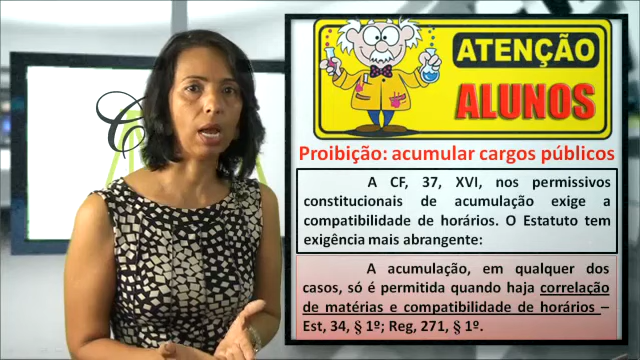 ATENÇÃO
ALUNOS
Proibição: acumular cargos públicos
A CF, 37, XVI, nos permissivos
constitucionais de acumulação exige a
compatibilidade de horários. O Estatuto tem
exigência mais abrangente:
A acumulação, em qualquer dos
casos, só é permitida quando haja correlação
de matérias e compatibilidade de horários –
Est, 34, § 1º; Reg, 271, § 1º.